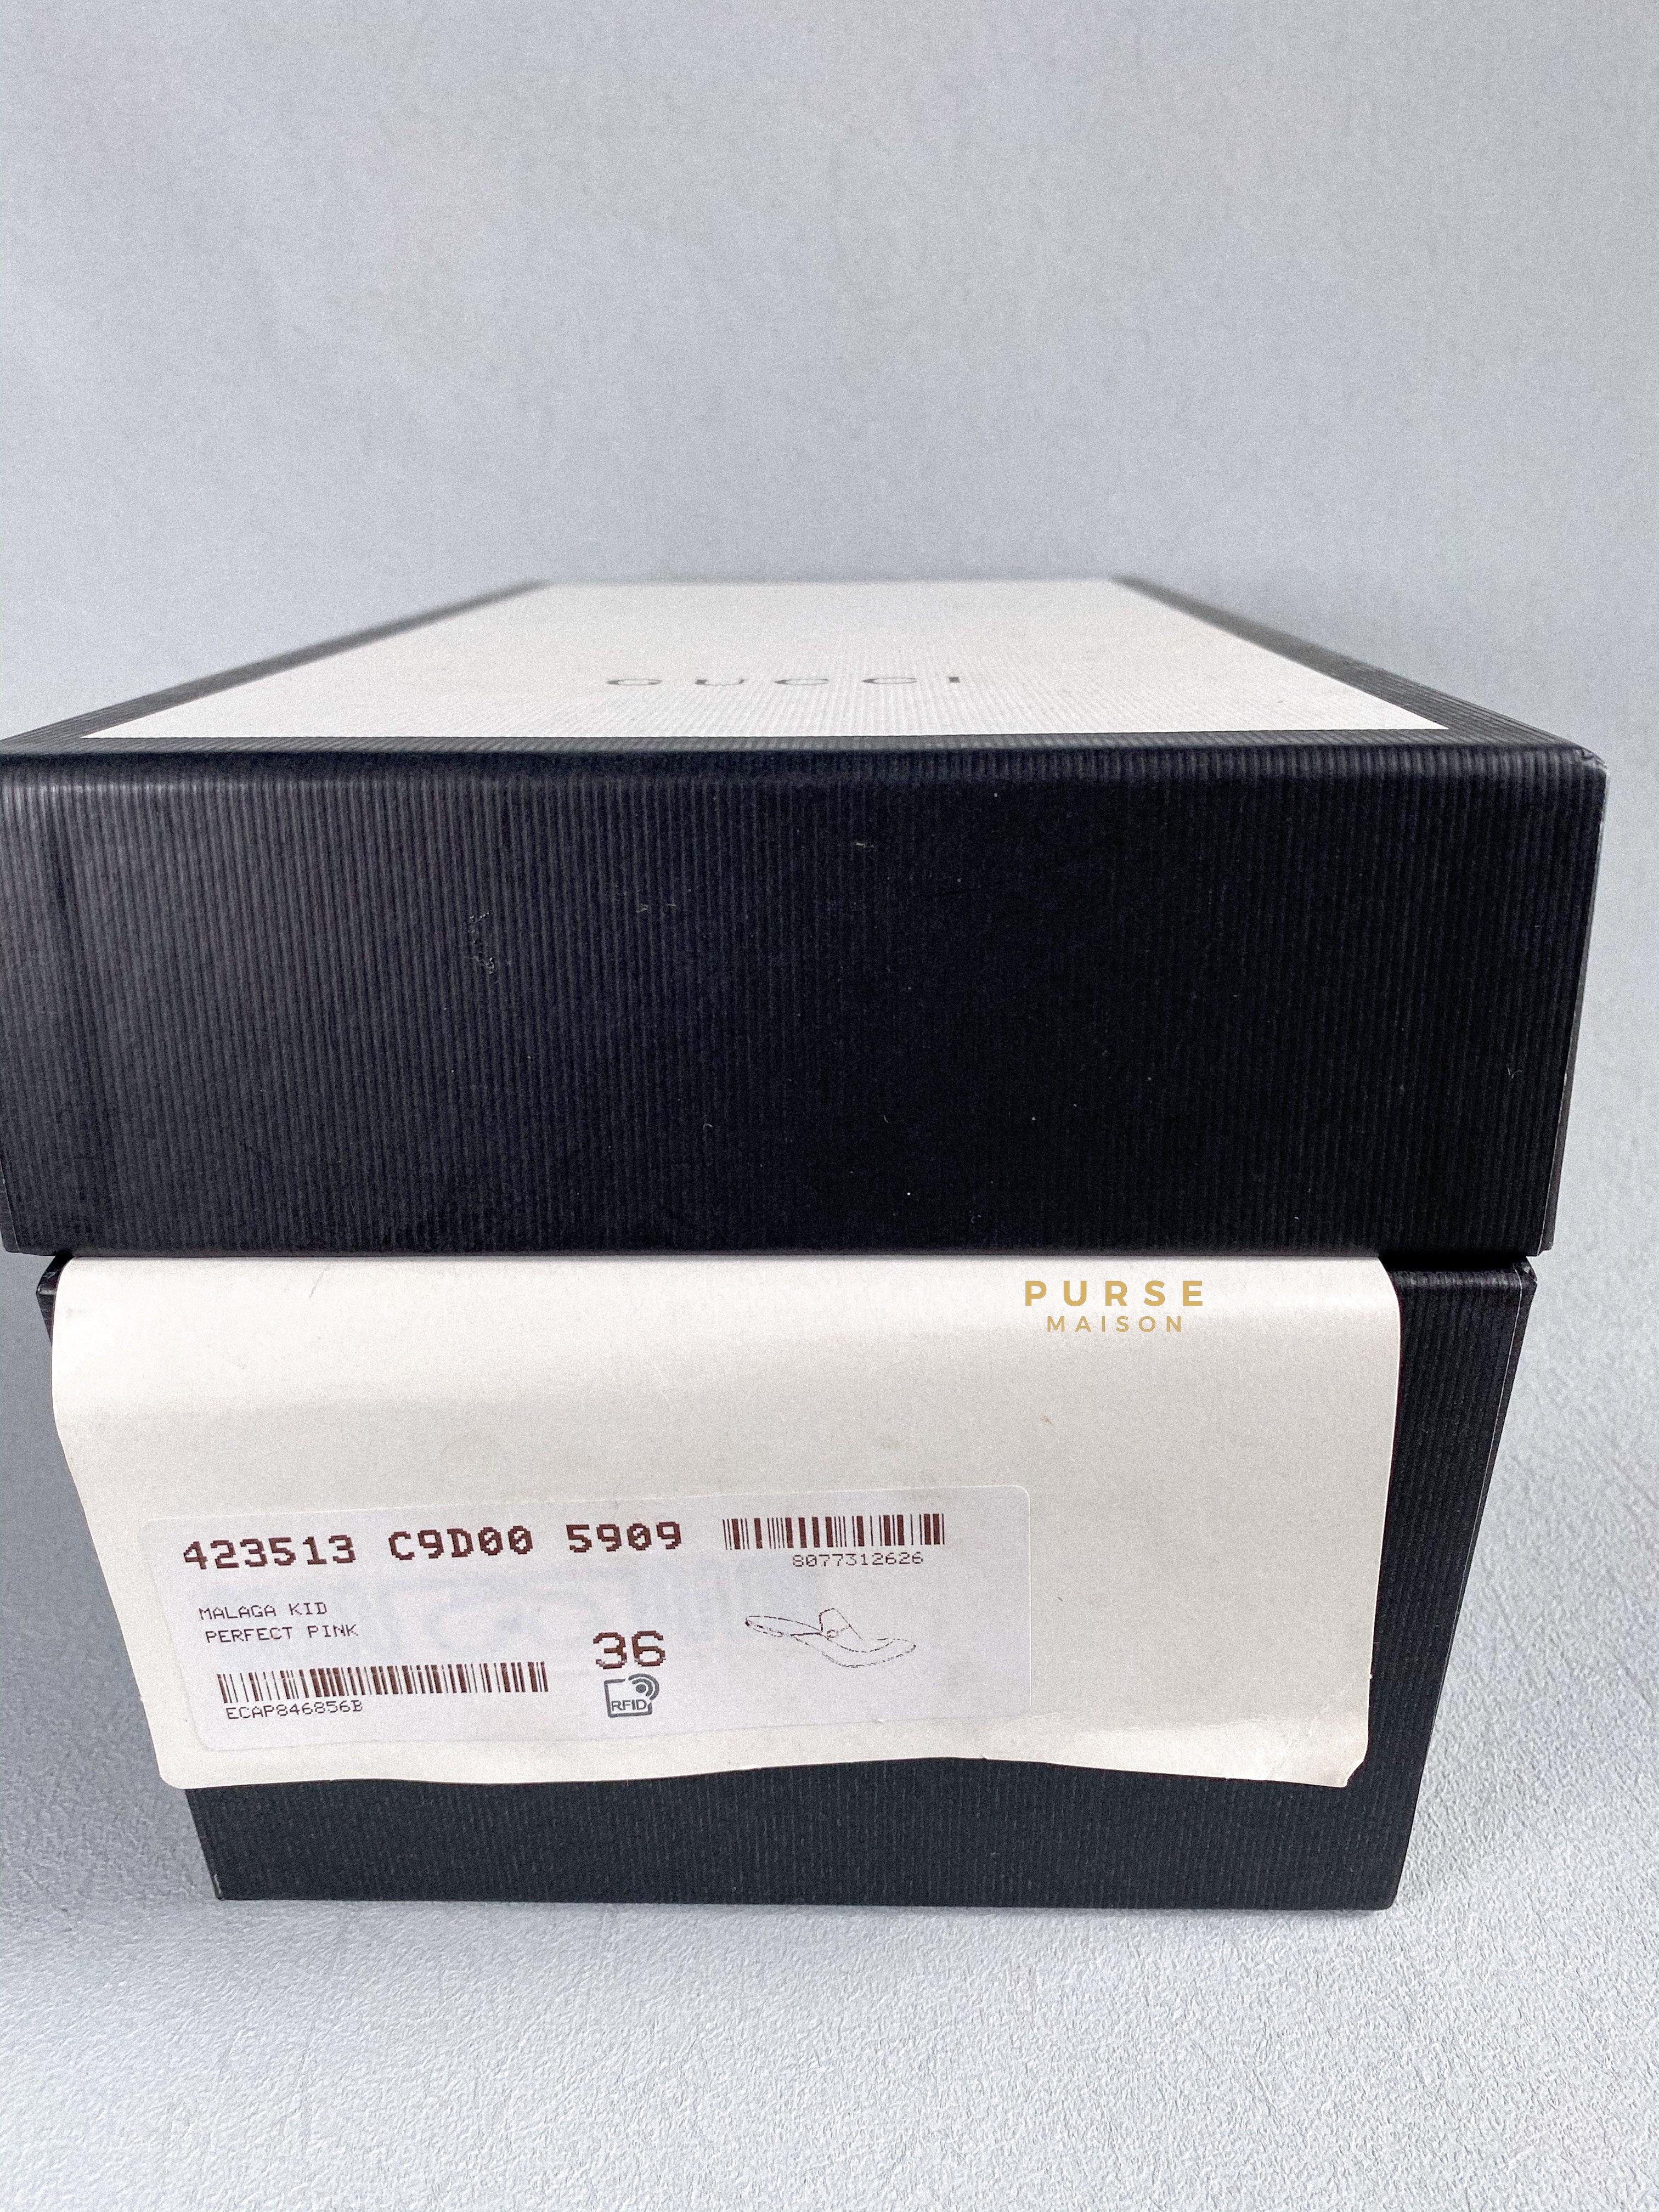 GUCCI
PURSE
MAISON
423513 C9D00 5909
8077312626
MALAGA KID
PERFECT PINK
36
RFID
ECAP846856B